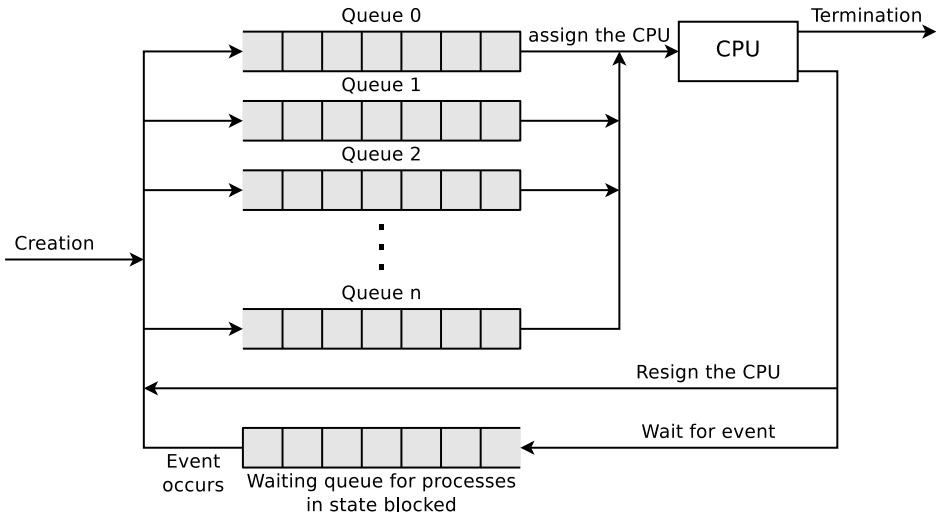 Queue 0
Termination
assign the CPU
CPU
Queue 1
Queue 2
Creation
Queue n
Resign the CPU
Wait for event
Event
occurs
Waiting queue for processes
in state blocked